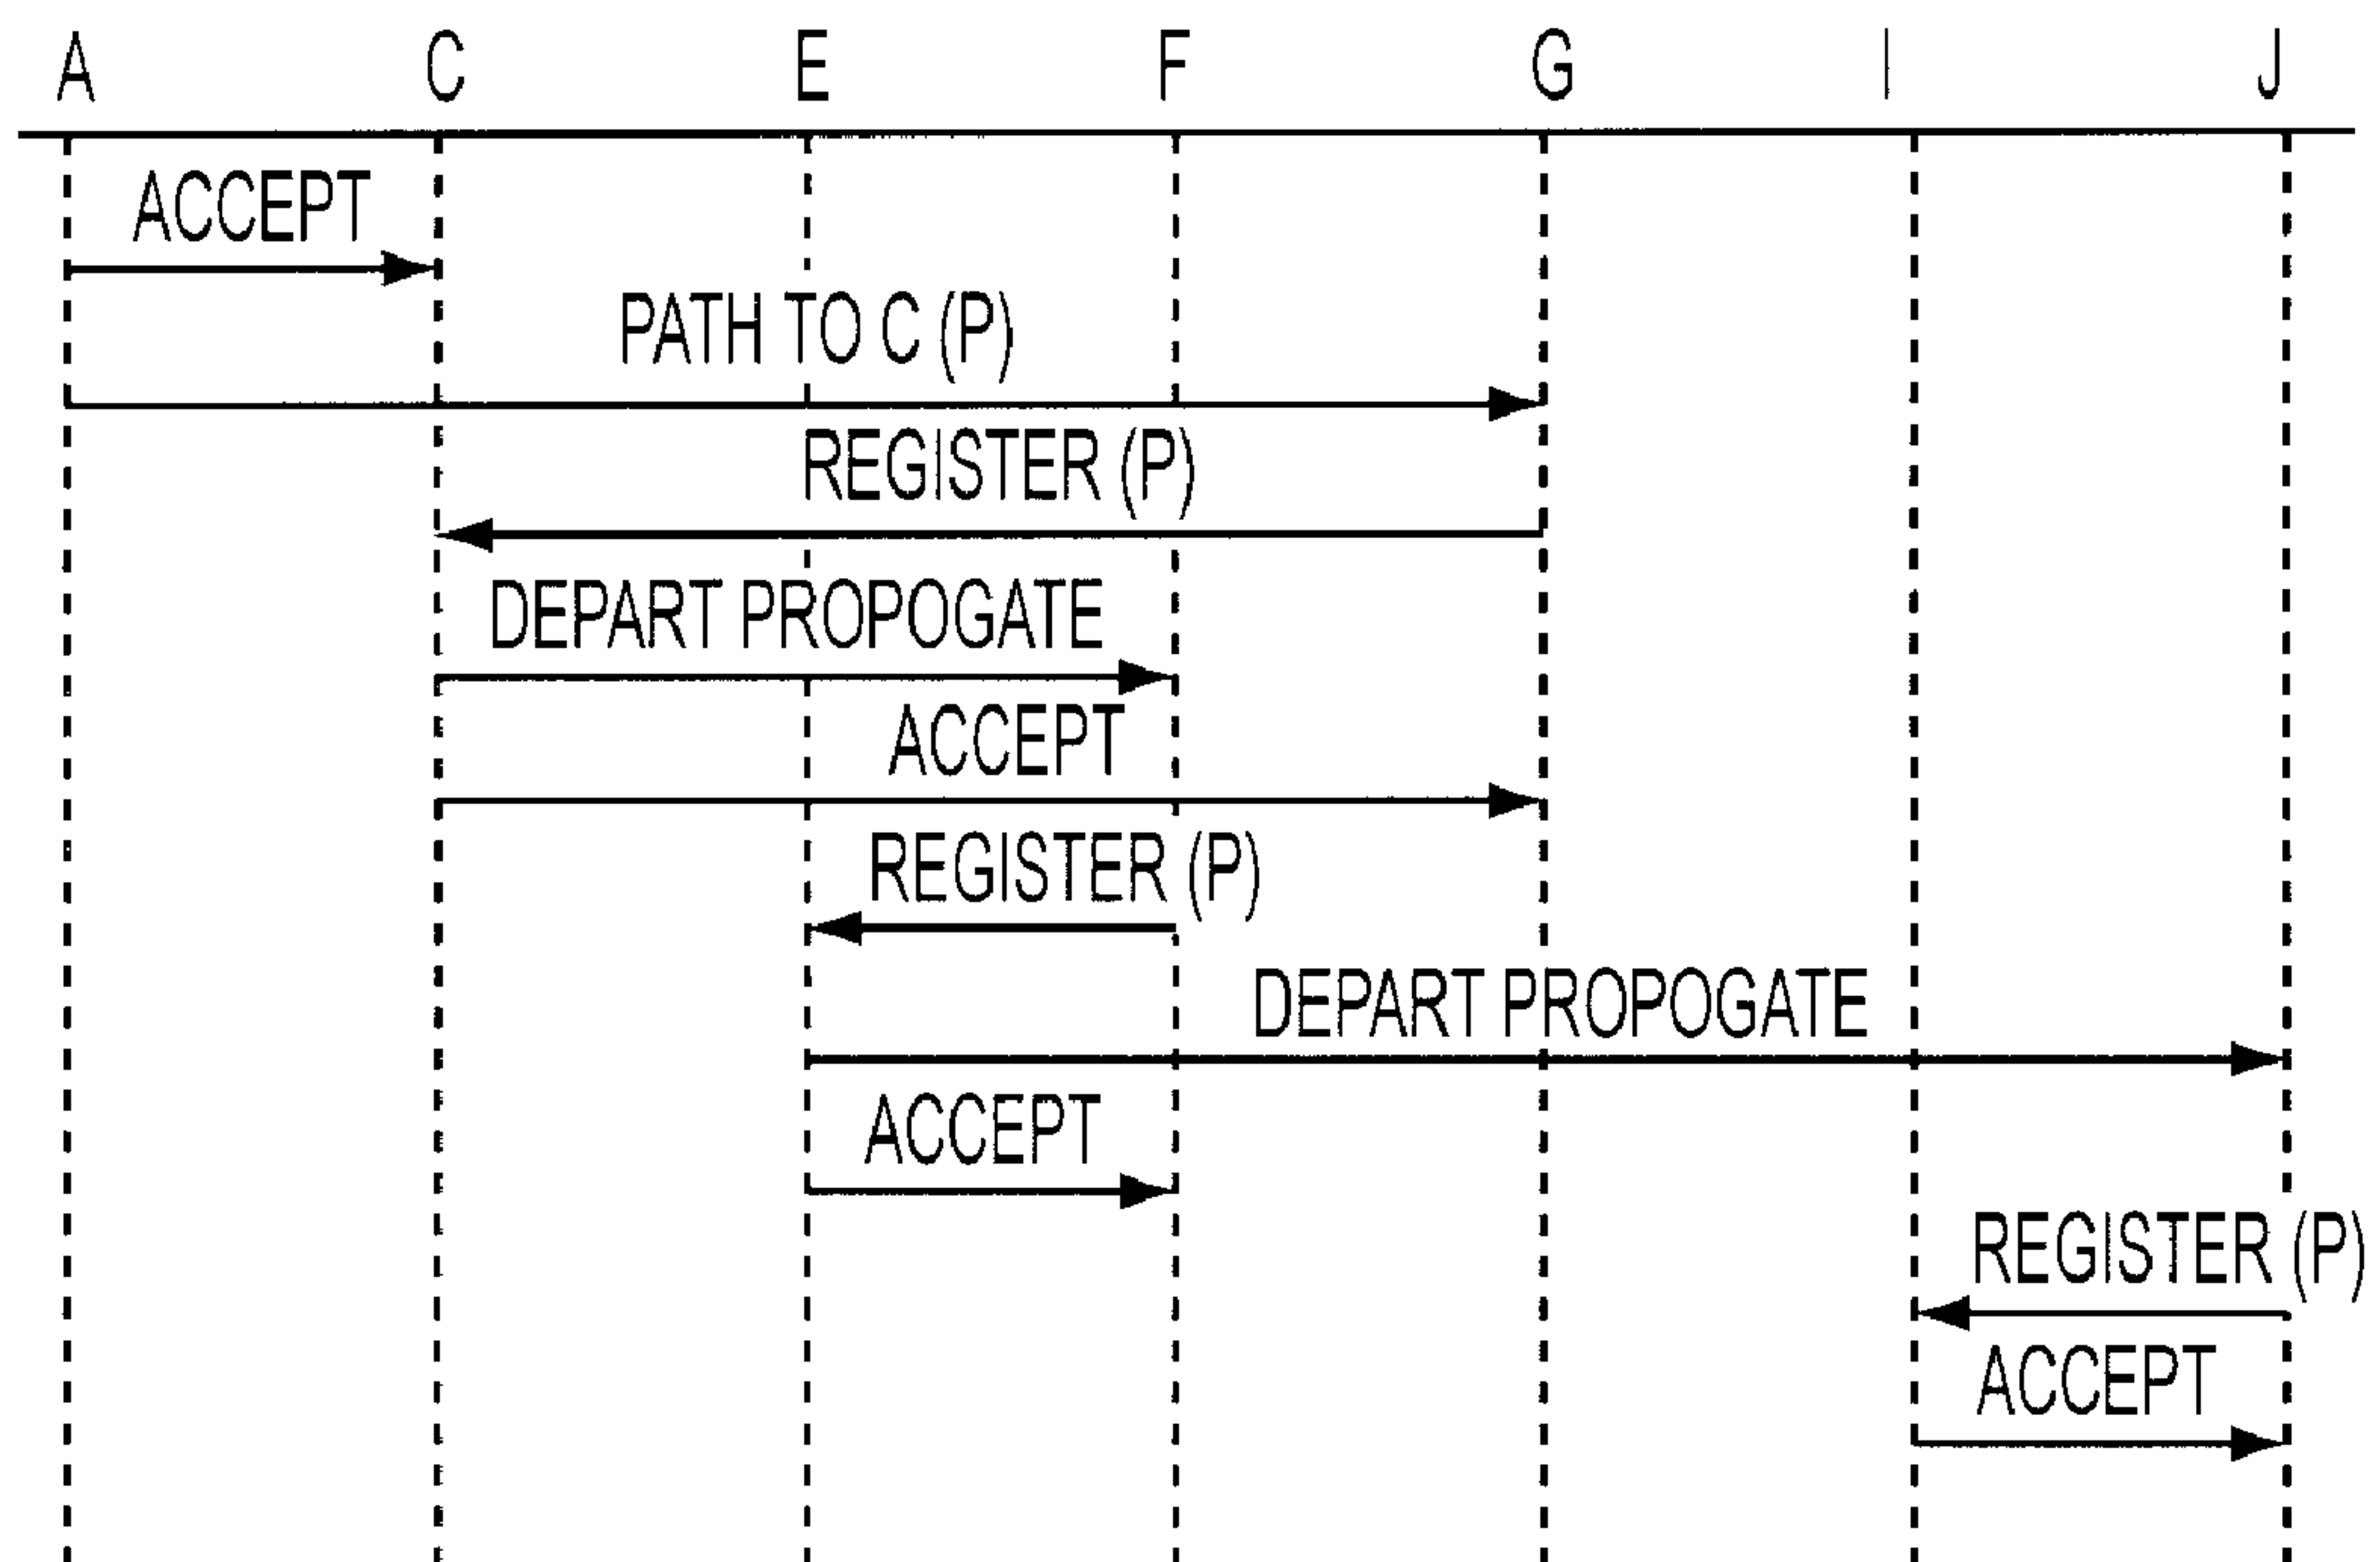 A C E F G I J
ACCEPT
PATH TO C (P)
REGISTER (P)
DEPART PROPOGATE
ACCEPT
REGISTER (P)
DEPART PROPOGATE
ACCEPT
REGISTER (P)
ACCEPT